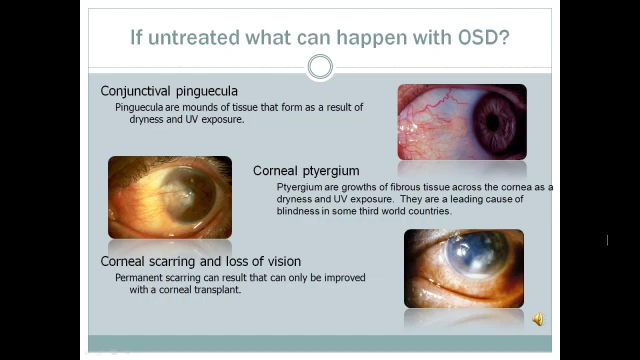 If untreated what can happen with OSD?
Conjunctival pinguecula
Pinguecula are mounds of tissue that form as a result of
dryness and UV exposure.
Corneal ptyergium
Ptyergium are growths of fibrous tissue across the cornea as a
dryness and UV exposure. They are a leading cause of
blindness in some third world countries.
Corneal scarring and loss of vision
Permanent scarring can result that can only be improved
with a corneal transplant.